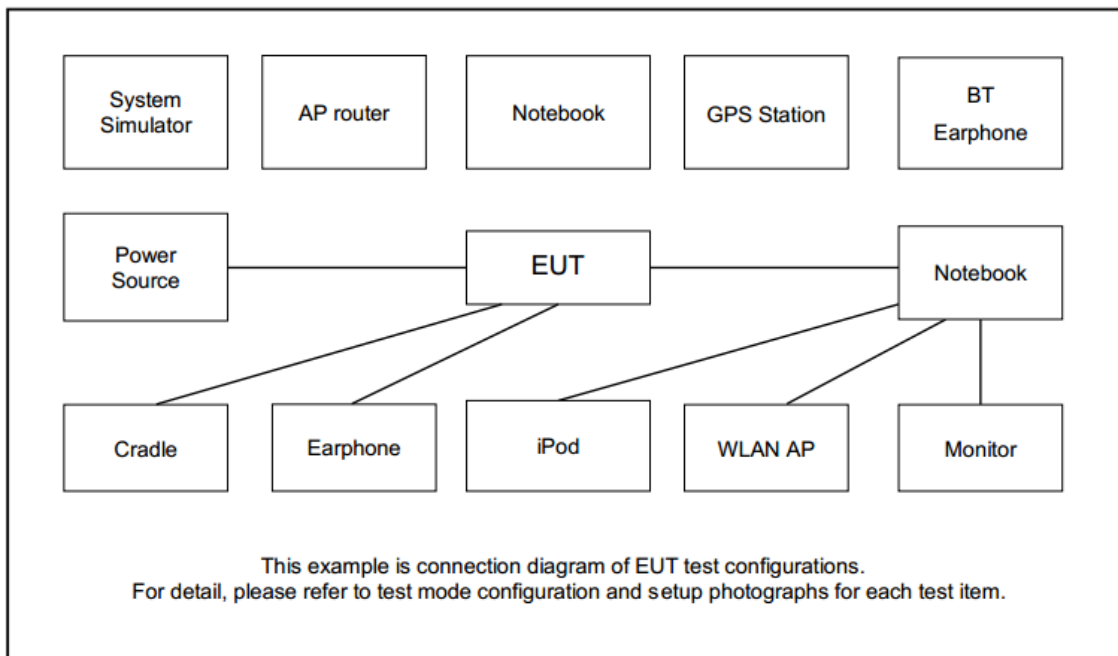 System
Simulator
AP router
Notebook
GPS Station
BT
Earphone
Power
Source
EUT
Notebook
Cradle
Earphone
iPod
WLAN AP
Monitor
This example is connection diagram of EUT test configurations.
For detail, please refer to test mode configuration and setup photographs for each test item.